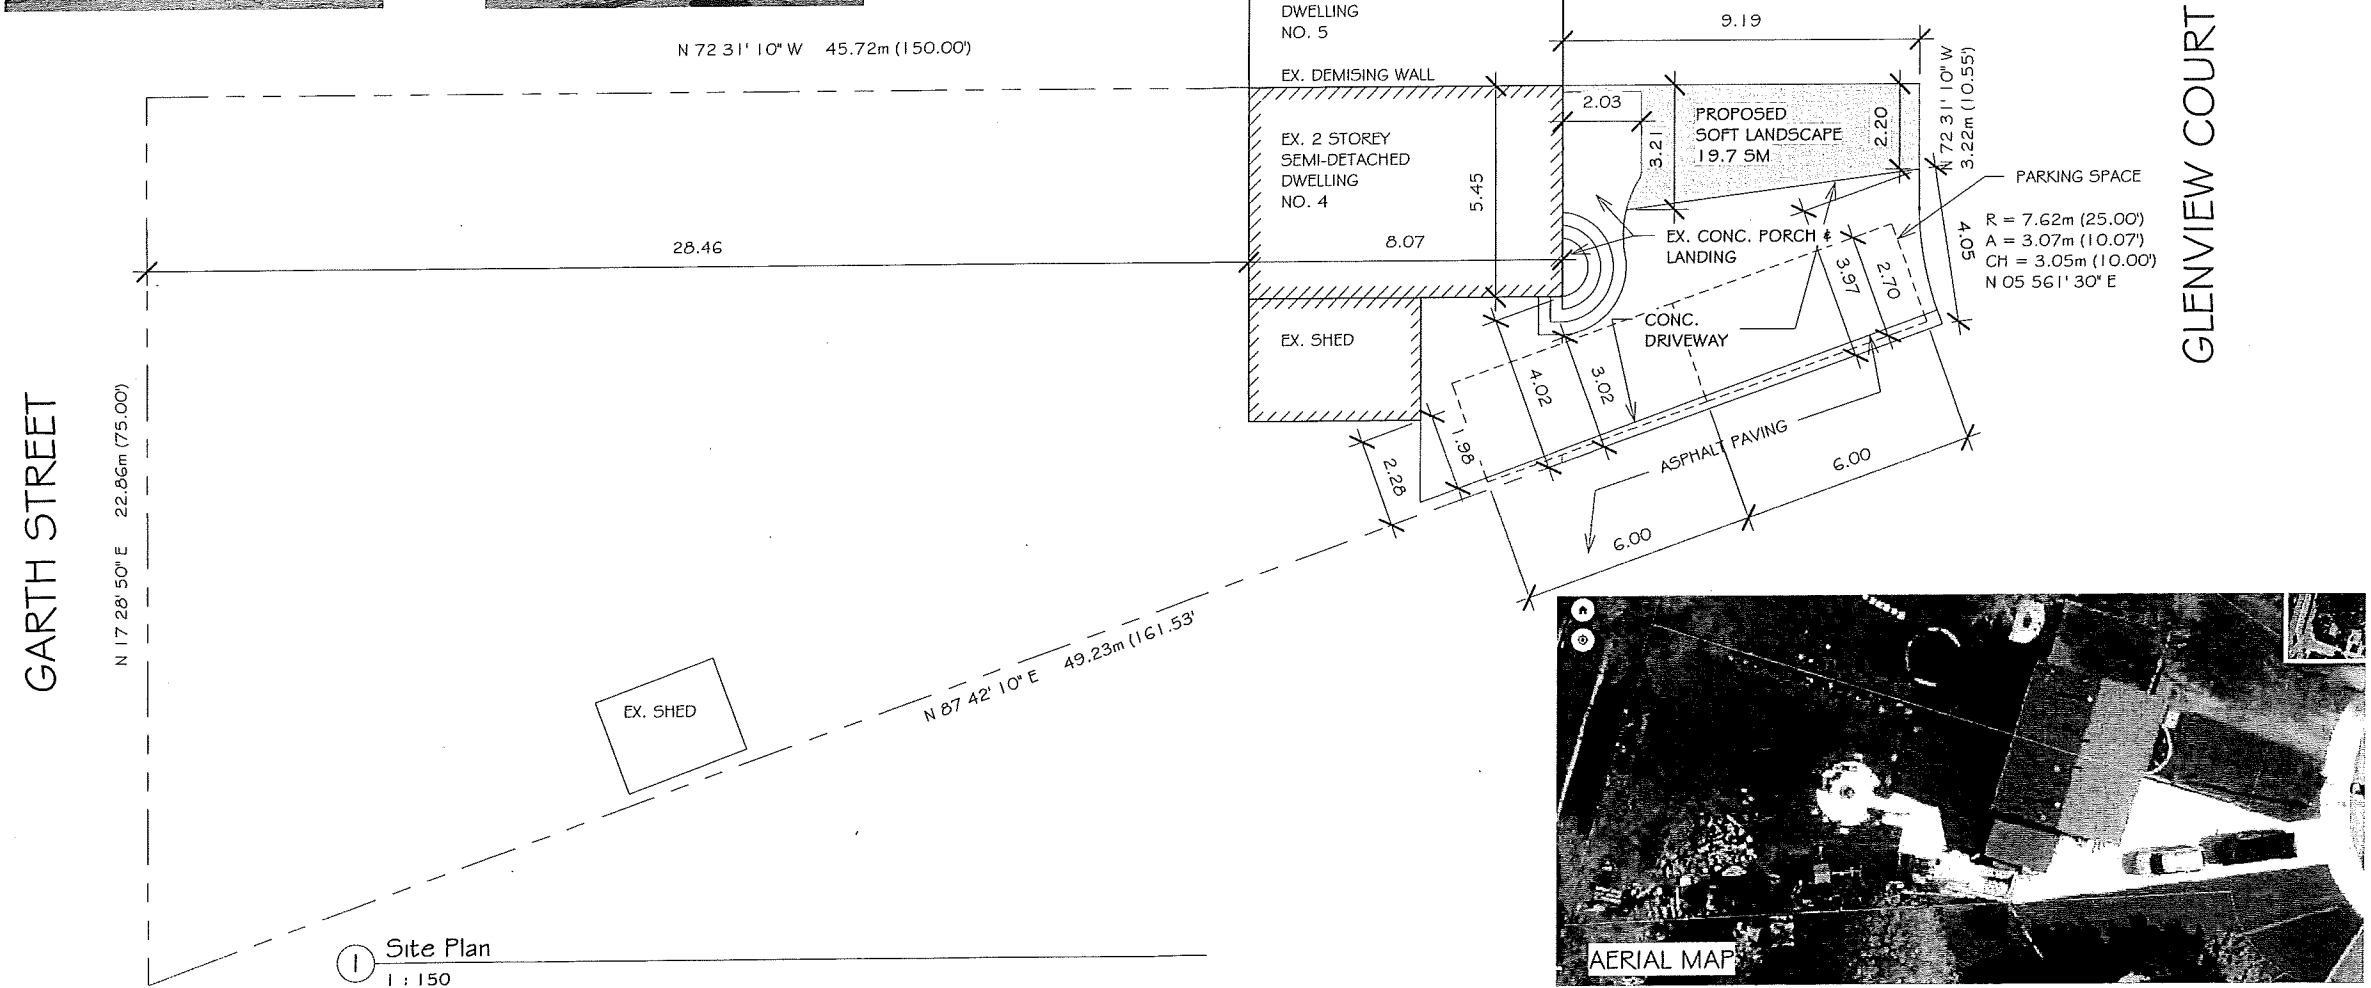 DWELLING
NO. 5
9.19
GLENVIEW COURT
N 72 31' 10" W 45.72m (150.00')
EX. DEMISING WALL
N 72 31' 10" W
3.22m (10.55')
2.03
PROPOSED
SOFT LANDSCAPE
19.7 SM
3.21
2.20
EX. 2 STOREY
SEMI-DETACHED
DWELLING
NO. 4
5.45
PARKING SPACE
R = 7.62m (25.00')
A = 3.07m (10.07')
CH = 3.05m (10.00')
N 05 561' 30" E
4.05
28.46
8.07
EX. CONC. PORCH &
LANDING
3.97
2.70
CONC.
DRIVEWAY
EX. SHED
4.02
3.02
1.98
2.28
ASPHALT PAVING
6.00
6.00
GARTH STREET
N 17 28' 50" E 22.86m (75.00')
N 87 42' 10" E 49.23m (161.53'
EX. SHED
1 Site Plan
1 : 150
AERIAL MAP